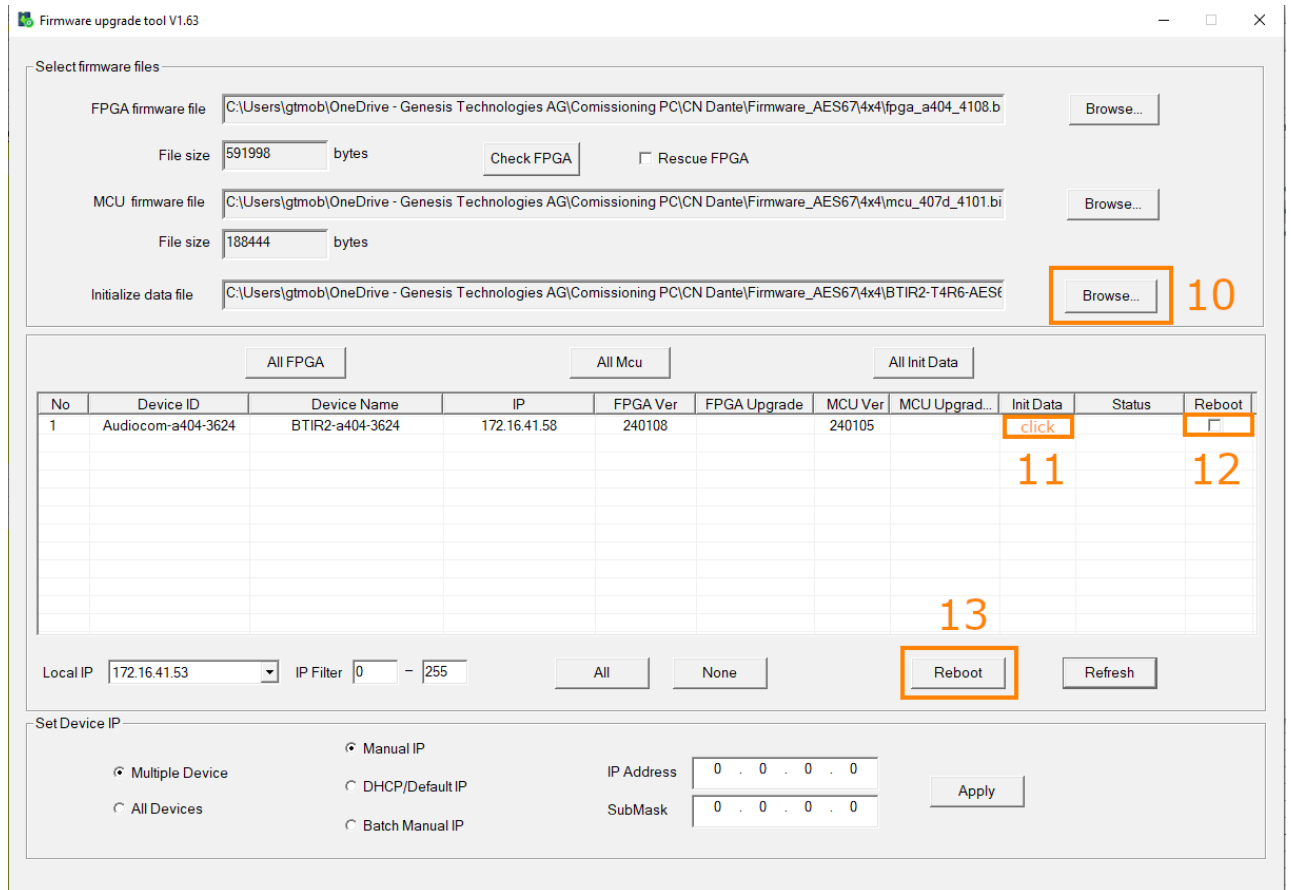 Firmware upgrade tool V1.63
Select firmware files
FPGA firmware file C:\Users\gtmob\OneDrive - Genesis Technologies AG\Comissioning PC\CN Dante\Firmware_AES67\4x4\fpga_a404_4108.b Browse...
File size 591998 bytes Check FPGA Rescue FPGA
MCU firmware file C:\Users\gtmob\OneDrive - Genesis Technologies AG\Comissioning PC\CN Dante\Firmware_AES67\4x4\mcu_407d_4101.bi Browse...
File size 188444 bytes
Initialize data file C:\Users\gtmob\OneDrive - Genesis Technologies AG\Comissioning PC\CN Dante\Firmware_AES67\4x4\BTIR2-T4R6-AES6 Browse... 10
All FPGA All Mcu All Init Data
No Device ID Device Name IP FPGA Ver FPGA Upgrade MCU Ver MCU Upgrad... Init Data Status Reboot
1 Audiocom-a404-3624 BTIR2-a404-3624 172.16.41.58 240108 240105 click
11 12
13
Local IP 172.16.41.53 IP Filter 0 - 255 All None Reboot Refresh
Set Device IP
Manual IP
Multiple Device IP Address 0 . 0 . 0 . 0
DHCP/Default IP Apply
All Devices SubMask 0 . 0 . 0 . 0
Batch Manual IP